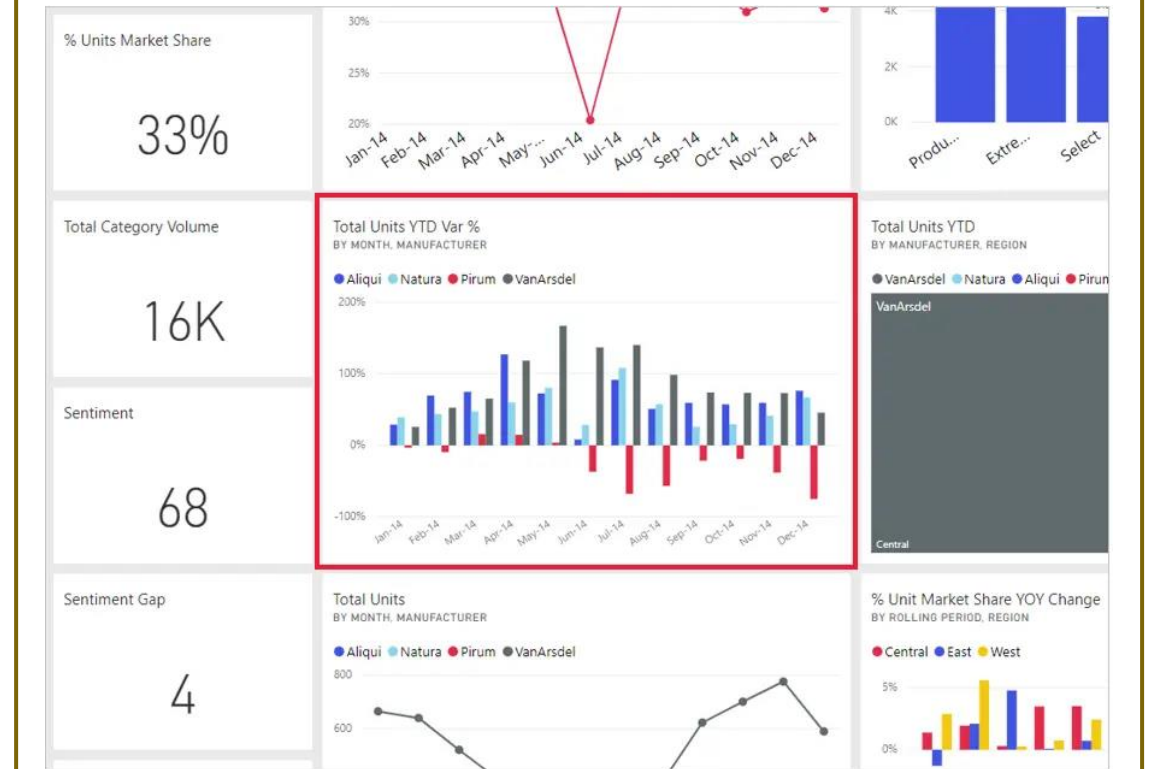 % Units Market Share
33%
30%
25%
20%
Jan-14 Feb-14 Mar-14 Apr-14 May-... Jun-14 Jul-14 Aug-14 Sep-14 Oct-14 Nov-14 Dec-14
4K
2K
0K
Produ... Extre... Select
Total Category Volume
16K
Total Units YTD Var %
BY MONTH, MANUFACTURER
Aliqui Natura Pirum VanArsdel
200%
100%
0%
-100%
Jan-14 Feb-14 Mar-14 Apr-14 May-14 Jun-14 Jul-14 Aug-14 Sep-14 Oct-14 Nov-14 Dec-14
Total Units YTD
BY MANUFACTURER, REGION
VanArsdel Natura Aliqui Pirum
VanArsdel
Central
Sentiment
68
Sentiment Gap
4
Total Units
BY MONTH, MANUFACTURER
Aliqui Natura Pirum VanArsdel
800
600
% Unit Market Share YOY Change
BY ROLLING PERIOD, REGION
Central East West
5%
0%